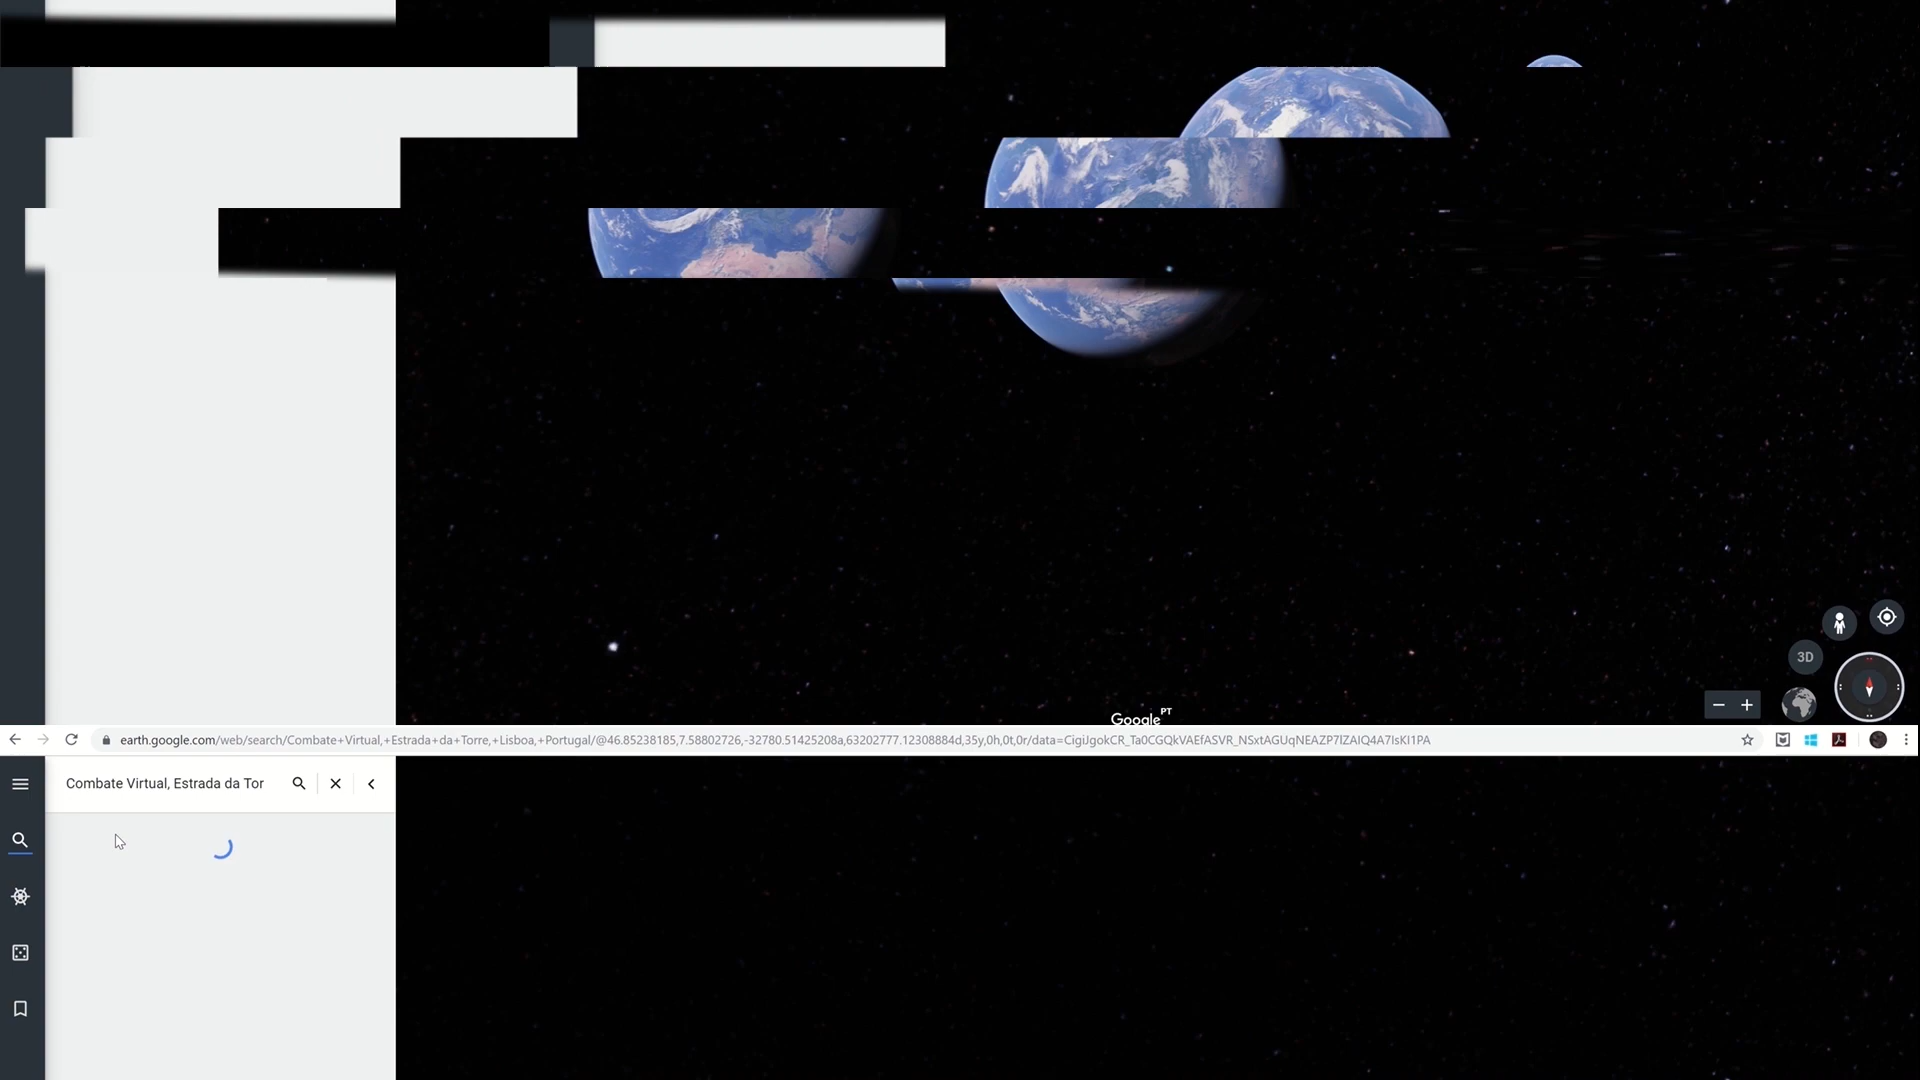 3D
Google
PT
earth.google.com/web/search/Combate+Virtual,+Estrada+da+Torre,+Lisboa,+Portugal/@46.85238185,7.58802726,-32780.51425208a,63202777.12308884d,35y,0h,0t,0r/data=CigiJgokCR_Ta0CGQkVAEfASVR_NSxtAGUqNEAZP7lZAIQ4A7IsKI1PA
Combate Virtual, Estrada da Tor